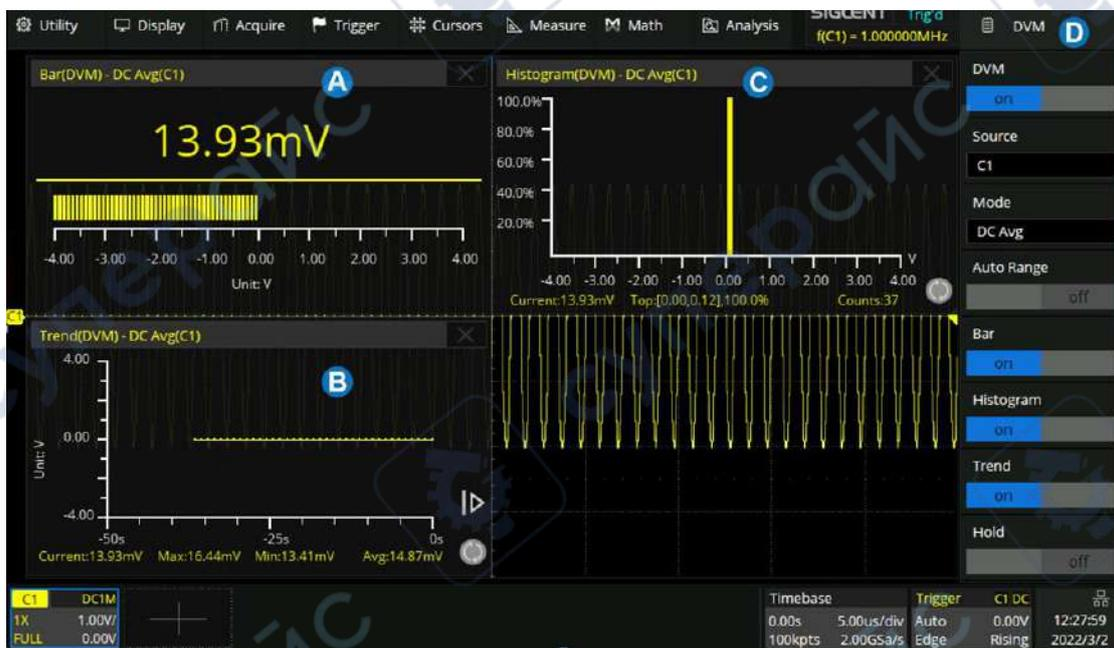 Utility Display Acquire Trigger Cursors Measure Math Analysis
SIGLENT Trig'd
f(C1) = 1.000000MHz
DVM D
Bar(DVM) - DC Avg(C1)
A
13.93mV
-4.00 -3.00 -2.00 -1.00 0.00 1.00 2.00 3.00 4.00
Unit: V
Histogram(DVM) - DC Avg(C1)
C
100.0%
80.0%
60.0%
40.0%
20.0%
V
-4.00 -3.00 -2.00 -1.00 0.00 1.00 2.00 3.00 4.00
Current:13.93mV Top:[0.00,0.12],100.0% Counts:37
C1
Trend(DVM) - DC Avg(C1)
B
4.00
0.00
-4.00
Unit: V
-50s -25s 0s
Current:13.93mV Max:16.44mV Min:13.41mV Avg:14.87mV
DVM
on
Source
C1
Mode
DC Avg
Auto Range
off
Bar
on
Histogram
on
Trend
on
Hold
off
C1 DC1M
1X 1.00V/
FULL 0.00V
Timebase
0.00s 5.00us/div
100kpts 2.00GSa/s
Trigger C1 DC
Auto 0.00V
Edge Rising
12:27:59
2022/3/2
суперайс